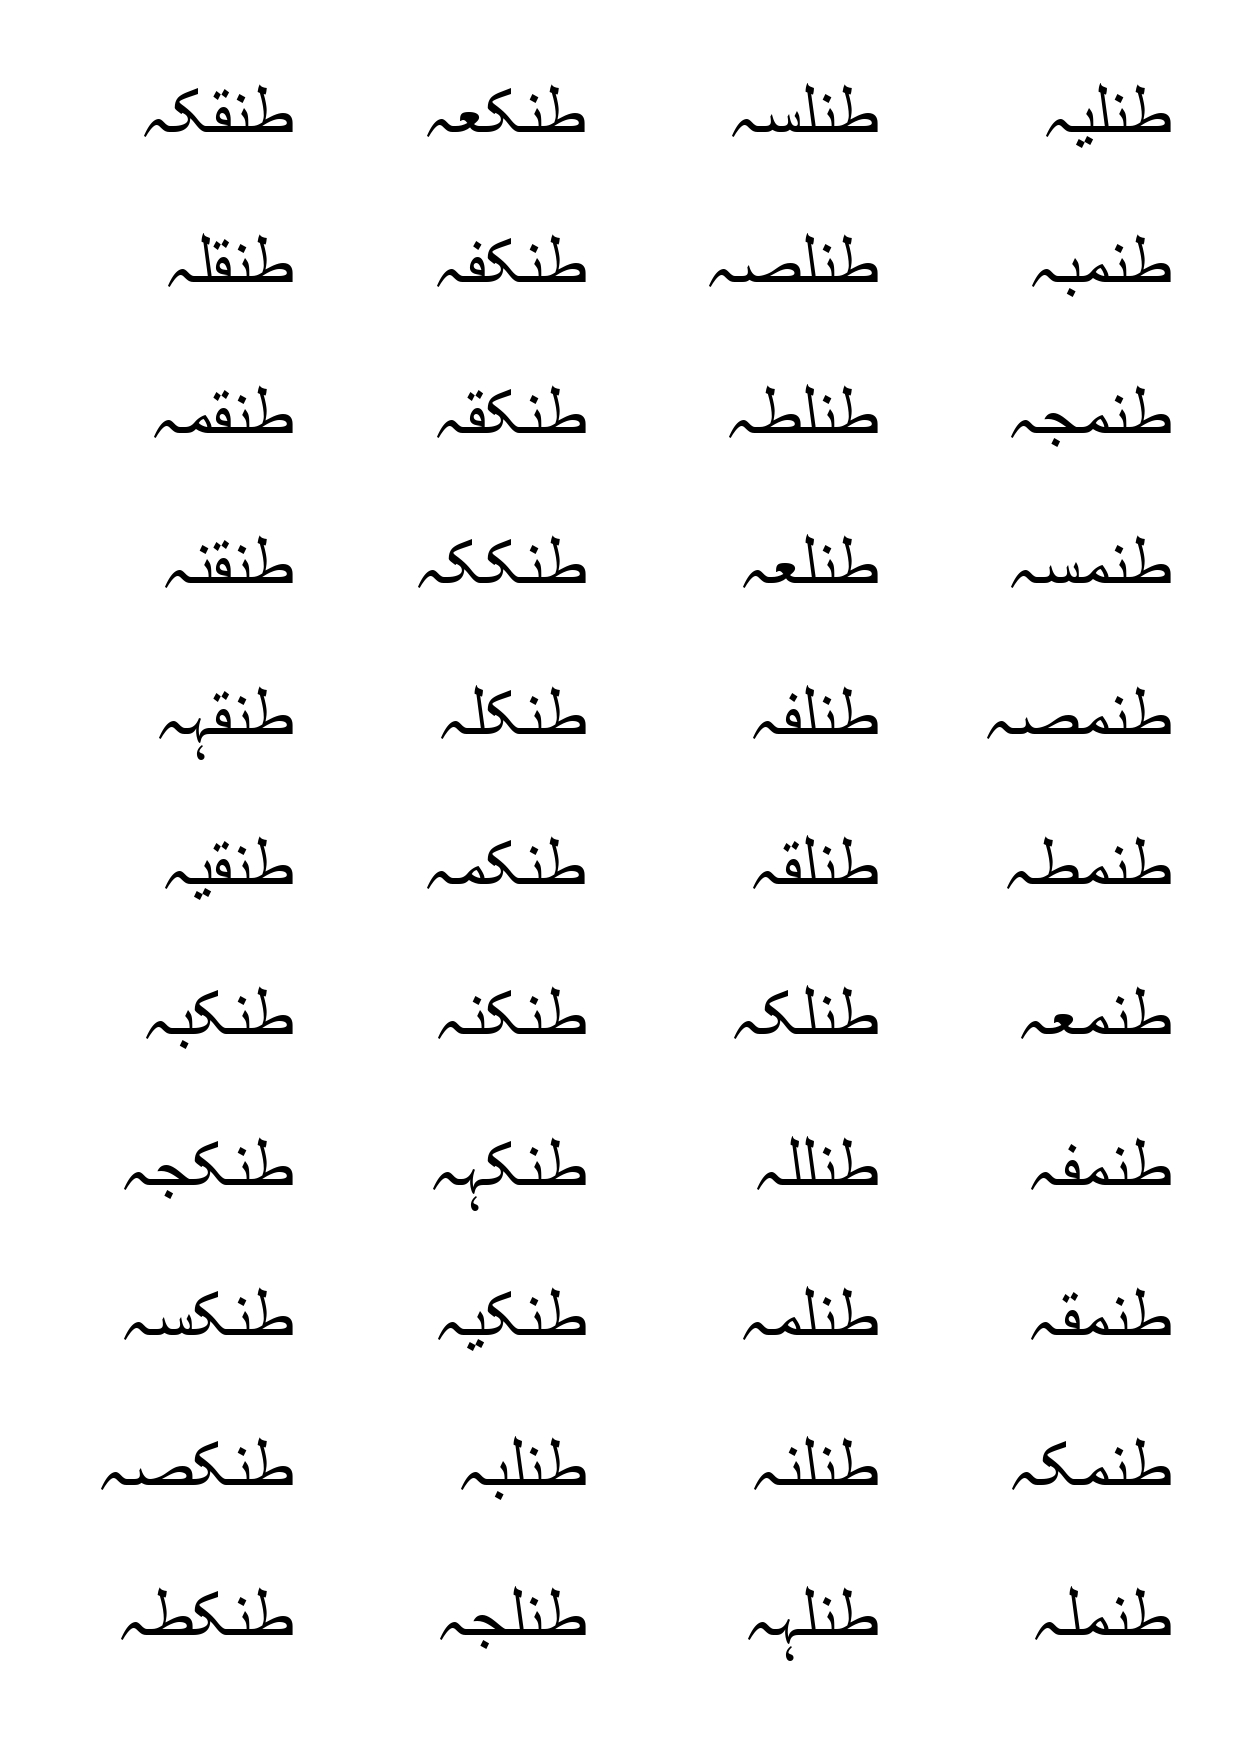 طنلیہ طنلسہ طنکعہ طنقکہ
طنمبہ طنلصہ طنکفہ طنقلہ
طنمجہ طنلطہ طنکقہ طنقمہ
طنمسہ طنلعہ طنککہ طنقنہ
طنمصہ طنلفہ طنکلہ طنقہہ
طنمطہ طنلقہ طنکمہ طنقیہ
طنمعہ طنلکہ طنکنہ طنکبہ
طنمفہ طنللہ طنکہہ طنکجہ
طنمقہ طنلمہ طنکیہ طنکسہ
طنمکہ طنلنہ طنلبہ طنکصہ
طنملہ طنلہہ طنلجہ طنکطہ